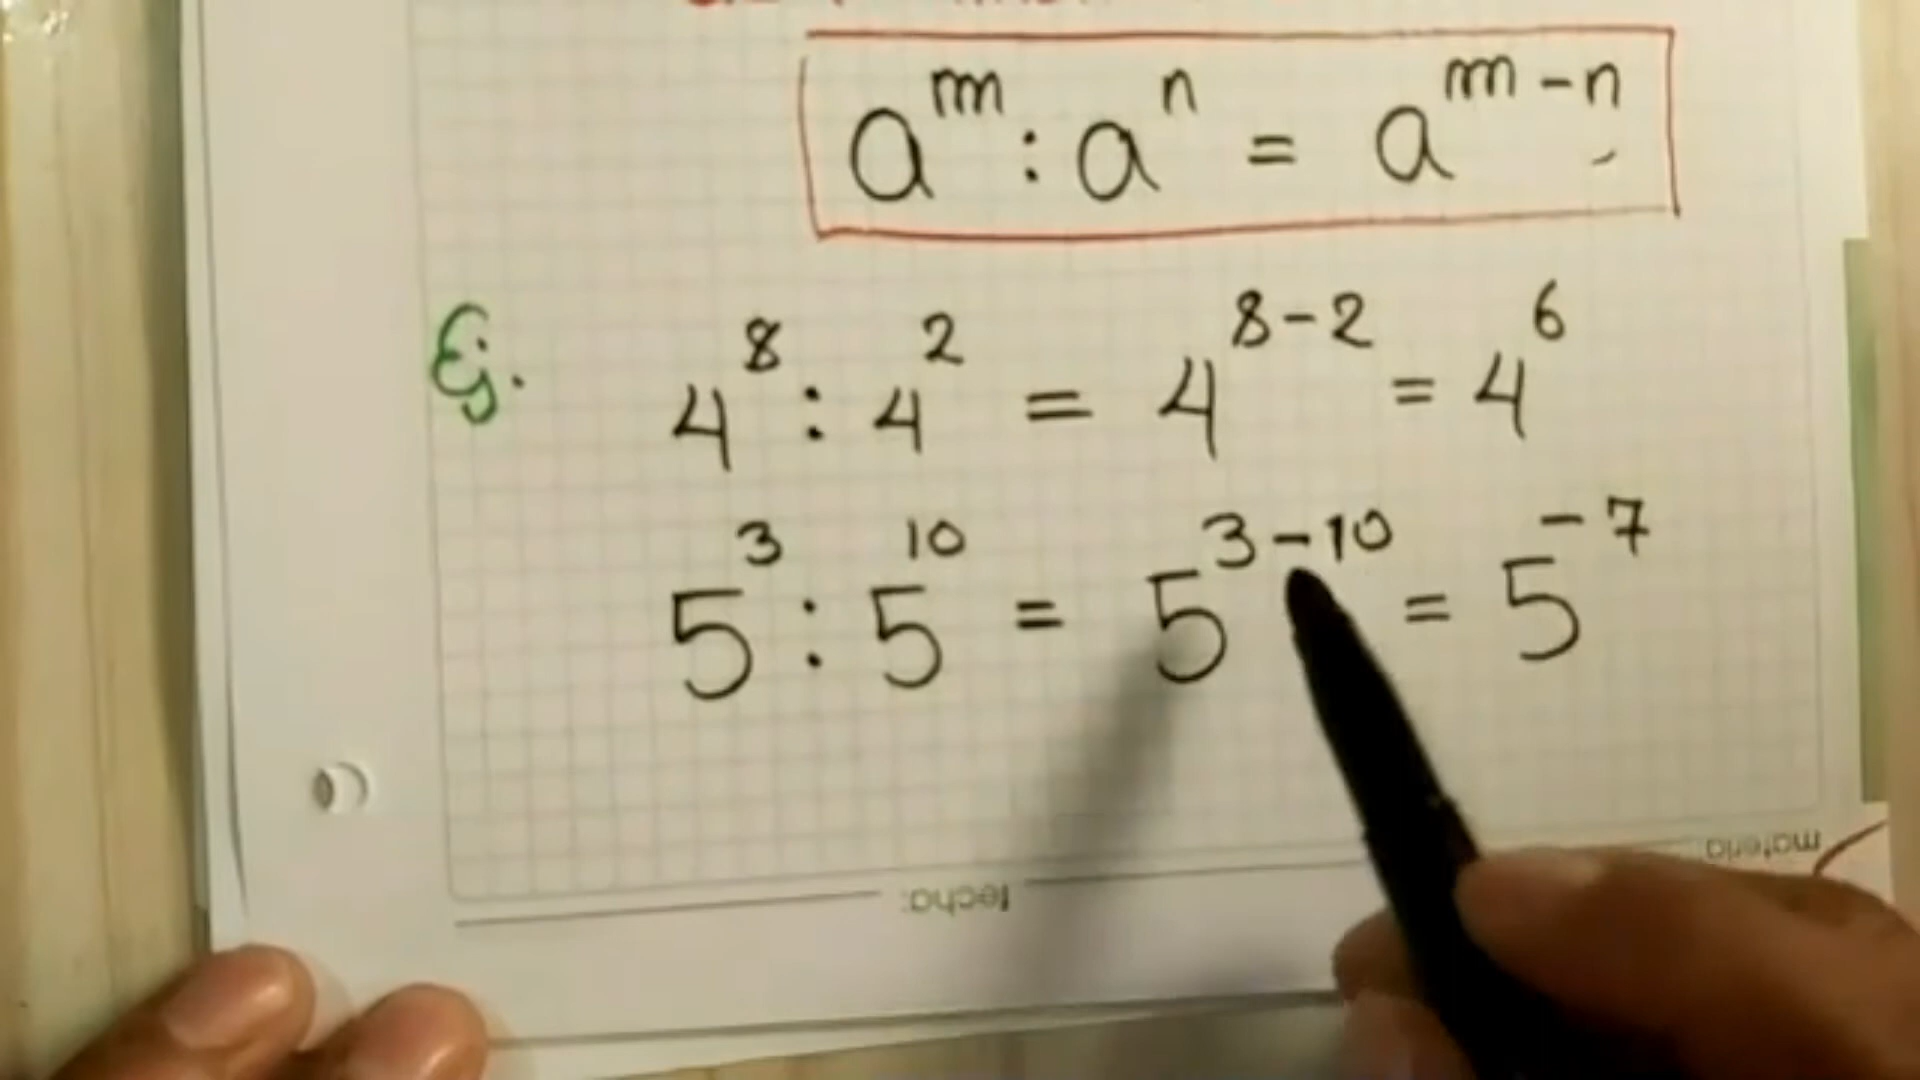 a^m : a^n = a^(m-n)
Ej. 4^8 : 4^2 = 4^(8-2) = 4^6
5^3 : 5^10 = 5^(3-10) = 5^-7
materia:
fecha: